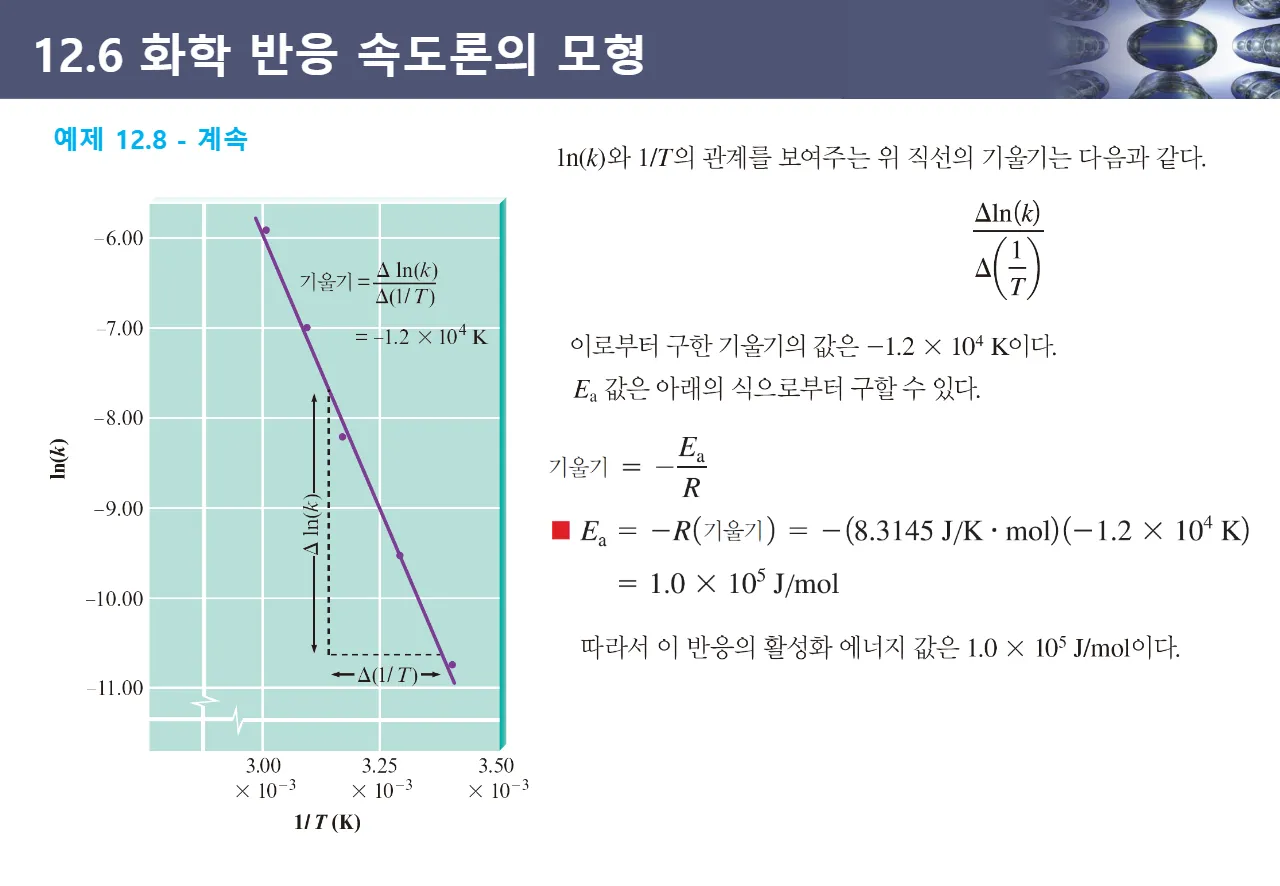 12.6 화학 반응 속도론의 모형
예제 12.8 - 계속
ln(k)
–6.00
–7.00
–8.00
–9.00
–10.00
–11.00
기울기 = Δ ln(k) / Δ(1/T)
= –1.2 × 10⁴ K
Δ ln(k)
Δ(1/T)
3.00 × 10⁻³
3.25 × 10⁻³
3.50 × 10⁻³
1/T (K)
ln(k)와 1/T의 관계를 보여주는 위 직선의 기울기는 다음과 같다.
Δln(k) / Δ(1/T)
이로부터 구한 기울기의 값은 −1.2 × 10⁴ K이다.
Eₐ 값은 아래의 식으로부터 구할 수 있다.
기울기 = −Eₐ/R
■ Eₐ = −R(기울기) = −(8.3145 J/K · mol)(−1.2 × 10⁴ K)
= 1.0 × 10⁵ J/mol
따라서 이 반응의 활성화 에너지 값은 1.0 × 10⁵ J/mol이다.